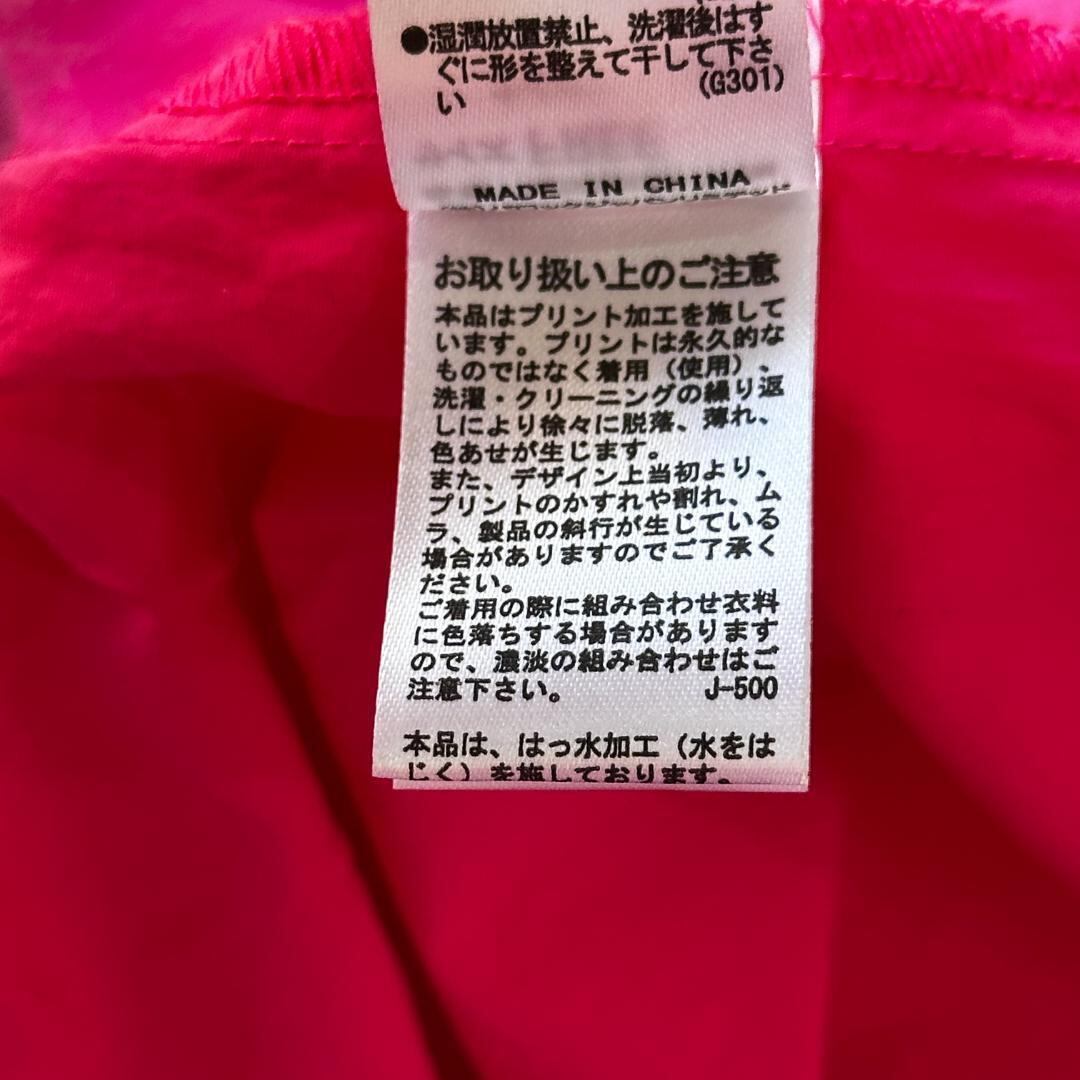 ●湿潤放置禁止、洗濯後はす
ぐに形を整えて干して下さ
い
(G301)
MADE IN CHINA
お取り扱い上のご注意
本品はプリント加工を施して
います。プリントは永久的な
ものではなく着用（使用）、
洗濯・クリーニングの繰り返
しにより徐々に脱落、薄れ、
色あせが生じます。
また、デザイン上当初より、
プリントのかすれや割れ、ム
ラ、製品の斜行が生じている
場合がありますのでご了承く
ださい。
ご着用の際に組み合わせ衣料
に色落ちする場合があります
ので、濃淡の組み合わせはご
注意下さい。 J-500
本品は、はっ水加工（水をは
じく）を施しております。